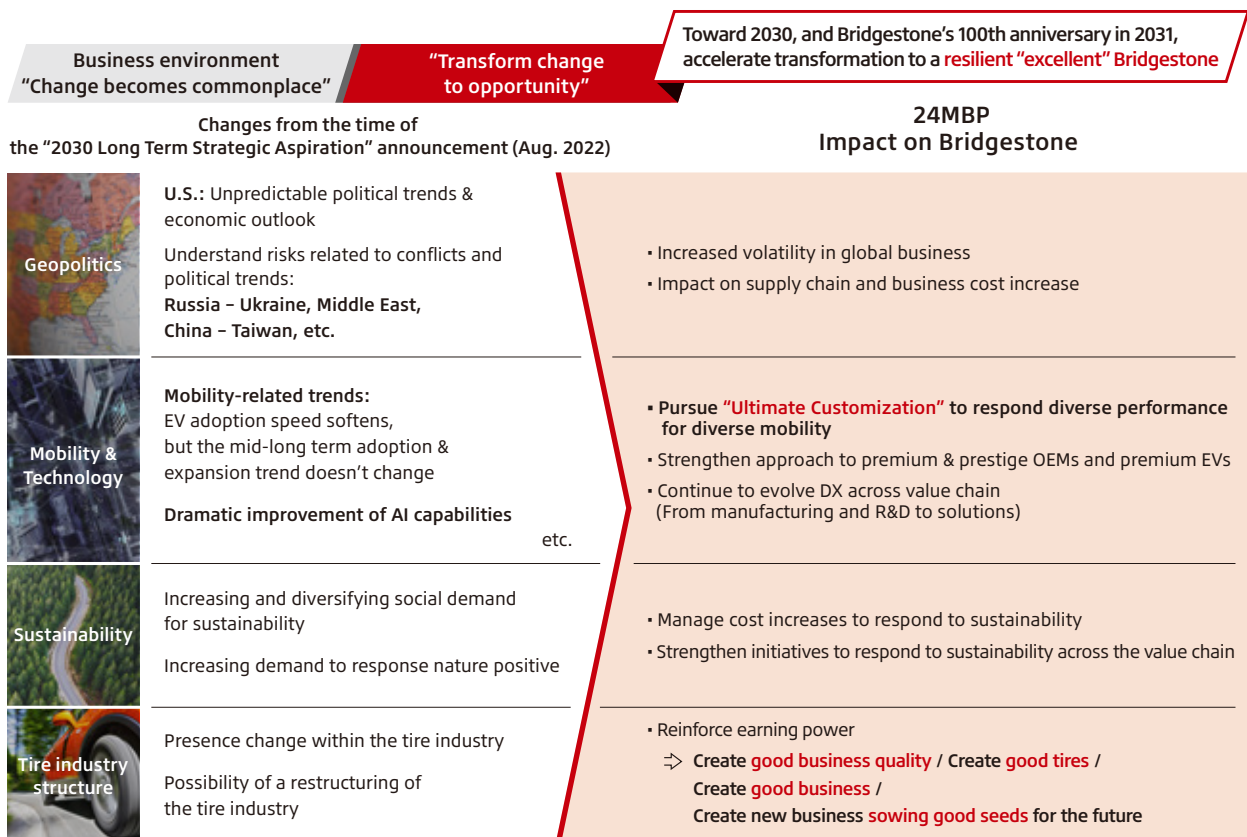 Business environment
“Change becomes commonplace”
“Transform change
to opportunity”
Toward 2030, and Bridgestone’s 100th anniversary in 2031,
accelerate transformation to a resilient “excellent” Bridgestone
Changes from the time of
the “2030 Long Term Strategic Aspiration” announcement (Aug. 2022)
24MBP
Impact on Bridgestone
Geopolitics
U.S.: Unpredictable political trends &
economic outlook
Understand risks related to conflicts and
political trends:
Russia – Ukraine, Middle East,
China – Taiwan, etc.
・Increased volatility in global business
・Impact on supply chain and business cost increase
Mobility &
Technology
Mobility-related trends:
EV adoption speed softens,
but the mid-long term adoption &
expansion trend doesn’t change
Dramatic improvement of AI capabilities
etc.
・Pursue “Ultimate Customization” to respond diverse performance
for diverse mobility
・Strengthen approach to premium & prestige OEMs and premium EVs
・Continue to evolve DX across value chain
(From manufacturing and R&D to solutions)
Sustainability
Increasing and diversifying social demand
for sustainability
Increasing demand to response nature positive
・Manage cost increases to respond to sustainability
・Strengthen initiatives to respond to sustainability across the value chain
Tire industry
structure
Presence change within the tire industry
Possibility of a restructuring of
the tire industry
・Reinforce earning power
⇨ Create good business quality / Create good tires /
Create good business /
Create new business sowing good seeds for the future